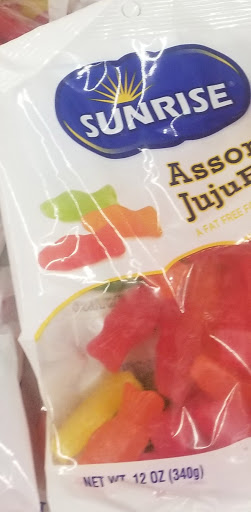 SUNRISE
Assor
JujuF
A FAT FREE F
NET WT. 12 OZ (340g)